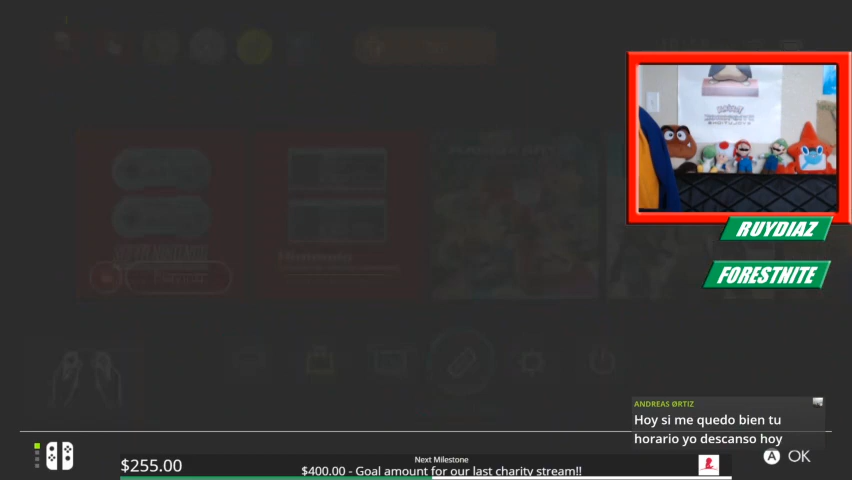 RUYDIAZ
FORESTNITE
ANDREAS ØRTIZ
Hoy si me quedo bien tu
horario yo descanso hoy
A OK
$255.00
Next Milestone
$400.00 - Goal amount for our last charity stream!!